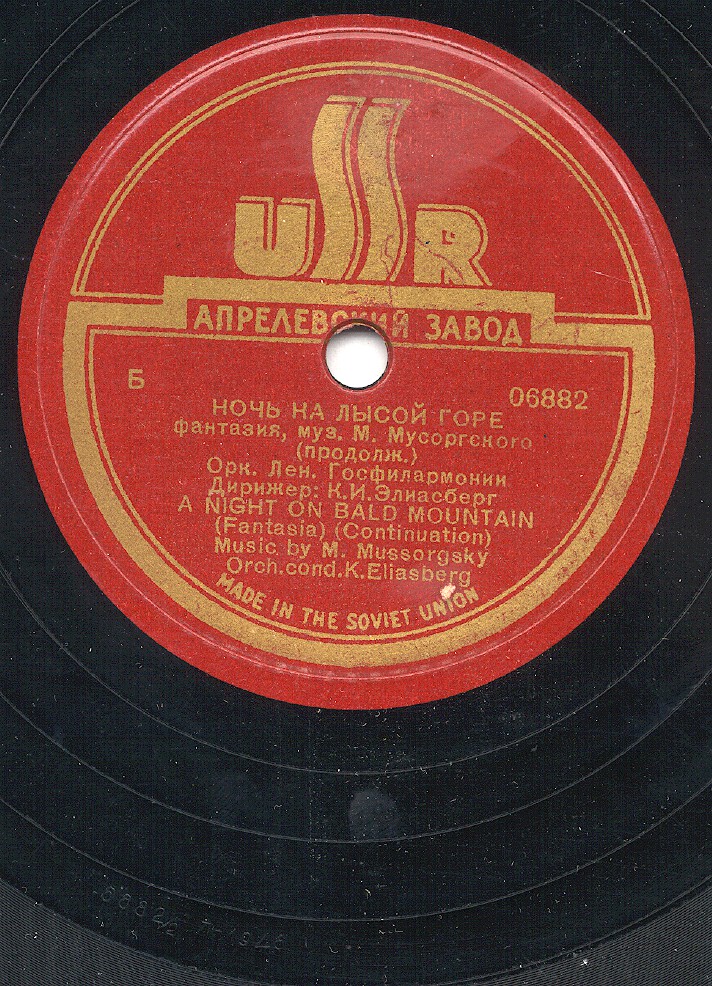 USSR
АПРЕЛЕВСКИЙ ЗАВОД
Б 06882
НОЧЬ НА ЛЫСОЙ ГОРЕ
фантазия, муз. М. Мусоргского
(продолж.)
Орк. Лен. Госфилармонии
Дирижер: К.И.Элиасберг
A NIGHT ON BALD MOUNTAIN
(Fantasia) (Continuation)
Music by M. Mussorgsky
Orch.cond.K.Eliasberg
MADE IN THE SOVIET UNION